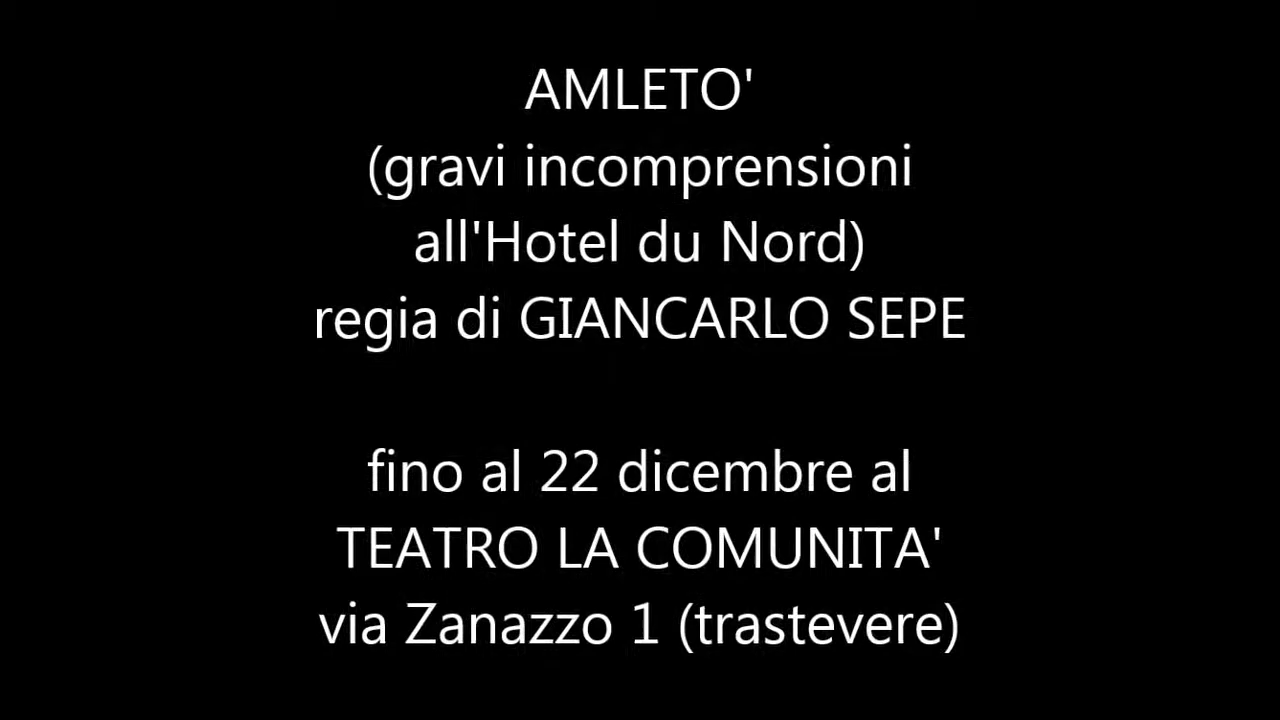 AMLETO'
(gravi incomprensioni
all'Hotel du Nord)
regia di GIANCARLO SEPE
fino al 22 dicembre al
TEATRO LA COMUNITA'
via Zanazzo 1 (trastevere)